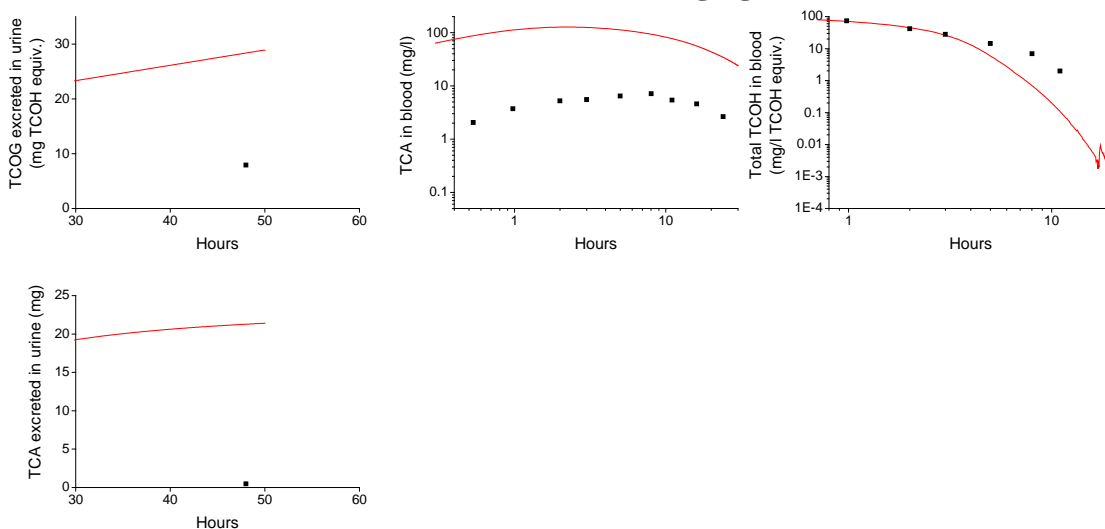 TCOG excreted in urine
(mg TCOH equiv.)
30
20
10
0
30
40
50
60
Hours
TCA in blood (mg/l)
100
10
1
0.1
1
10
Hours
Total TCOH in blood
(mg/l TCOH equiv.)
100
10
1
0.1
0.01
1E-3
1E-4
1
10
Hours
TCA excreted in urine (mg)
25
20
15
10
5
0
30
40
50
60
Hours